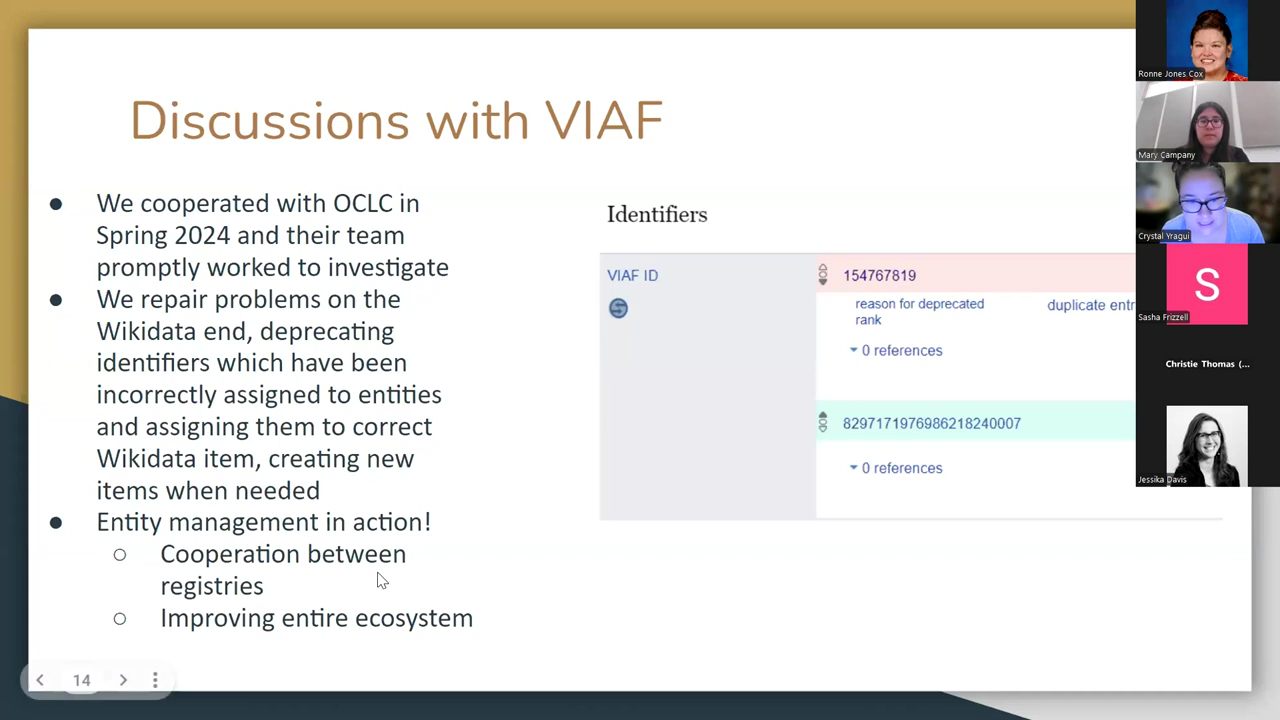 Discussions with VIAF
● We cooperated with OCLC in
Spring 2024 and their team
promptly worked to investigate
● We repair problems on the
Wikidata end, deprecating
identifiers which have been
incorrectly assigned to entities
and assigning them to correct
Wikidata item, creating new
items when needed
● Entity management in action!
○ Cooperation between
registries
○ Improving entire ecosystem
Identifiers
VIAF ID
154767819
reason for deprecated
rank
duplicate entr
0 references
8297171976986218240007
0 references
14
Ronne Jones Cox
Mary Campany
Crystal Yragui
S
Sasha Frizzell
Christie Thomas (...
Jessika Davis